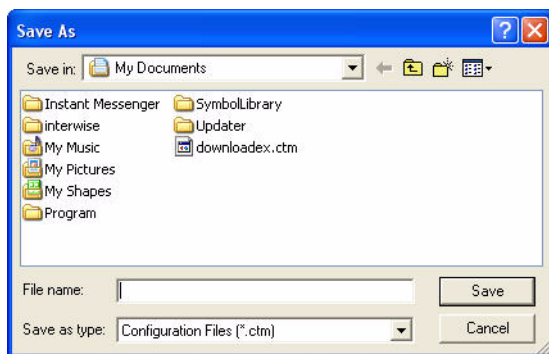 Save As
Save in: My Documents
Instant Messenger
interwise
My Music
My Pictures
My Shapes
Program
SymbolLibrary
Updater
downloadex.ctm
File name:
Save
Save as type: Configuration Files (*.ctm)
Cancel